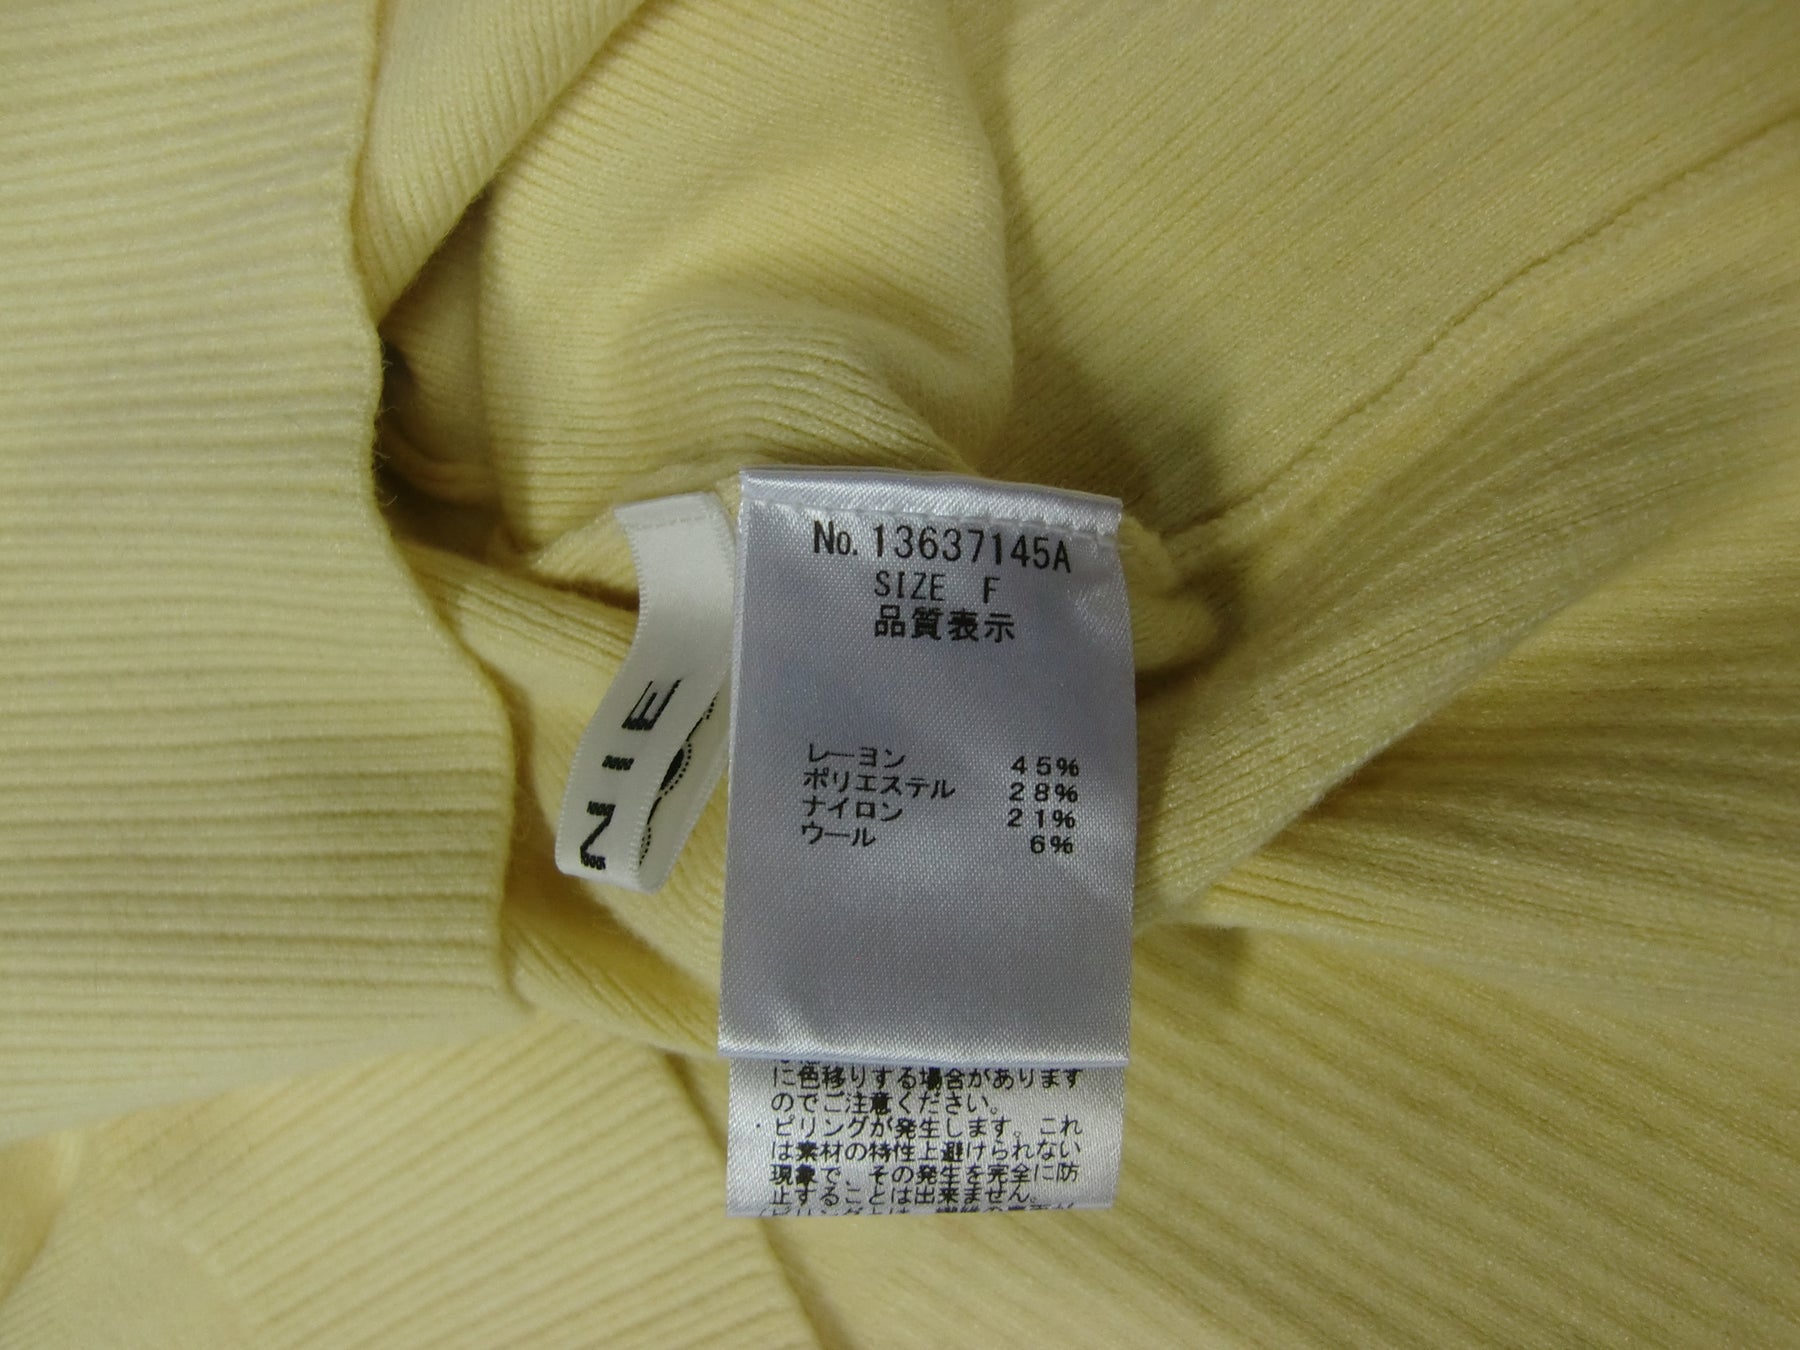 No. 13637145A
SIZE F
品質表示
レーヨン 45%
ポリエステル 28%
ナイロン 21%
ウール 6%
に色移りする場合があります
のでご注意ください。
・ピリングが発生します。これ
は素材の特性上避けられない
現象で、その発生を完全に防
止することは出来ません。
NIE